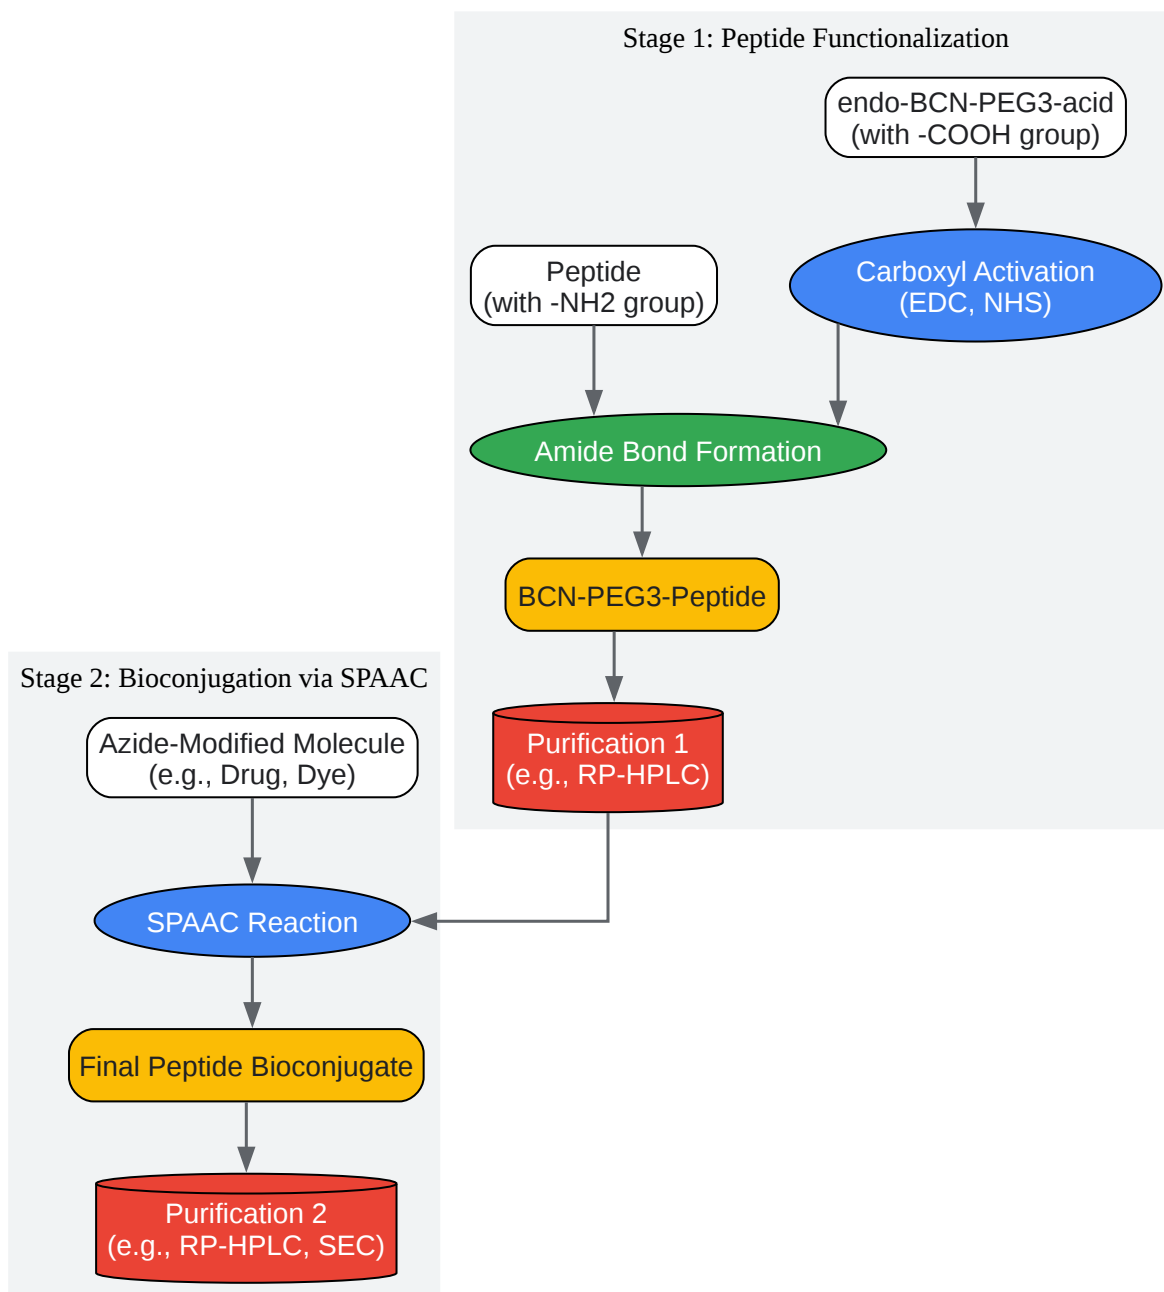 Stage 1: Peptide Functionalization
endo-BCN-PEG3-acid
(with -COOH group)
Peptide
(with -NH2 group)
Carboxyl Activation
(EDC, NHS)
Amide Bond Formation
BCN-PEG3-Peptide
Purification 1
(e.g., RP-HPLC)
Stage 2: Bioconjugation via SPAAC
Azide-Modified Molecule
(e.g., Drug, Dye)
SPAAC Reaction
Final Peptide Bioconjugate
Purification 2
(e.g., RP-HPLC, SEC)